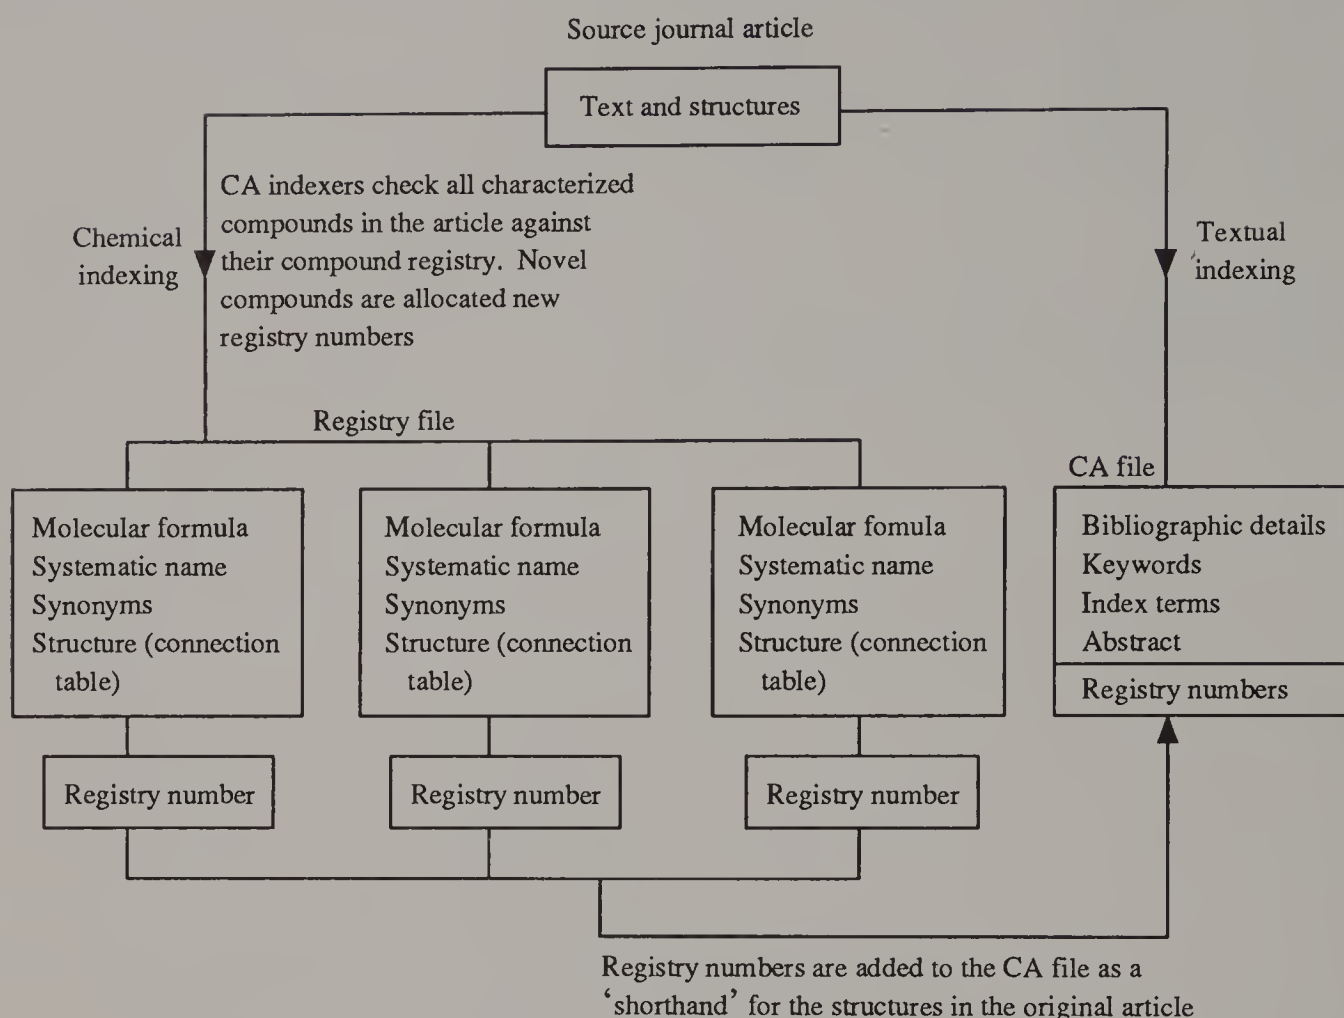 Source journal article
Text and structures
CA indexers check all characterized
compounds in the article against
their compound registry. Novel
compounds are allocated new
registry numbers
Chemical
indexing
Textual
indexing
Registry file
CA file
Molecular formula
Systematic name
Synonyms
Structure (connection
table)
Molecular formula
Systematic name
Synonyms
Structure (connection
table)
Molecular fomula
Systematic name
Synonyms
Structure (connection
table)
Bibliographic details
Keywords
Index terms
Abstract
Registry numbers
Registry number
Registry number
Registry number
Registry numbers are added to the CA file as a
‘shorthand’ for the structures in the original article